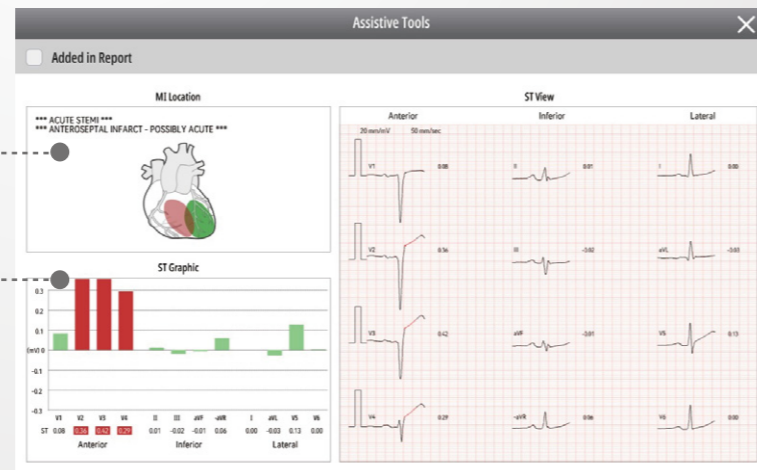 Assistive Tools
Added in Report
MI Location
*** ACUTE STEMI ***
*** ANTEROSEPTAL INFARCT - POSSIBLY ACUTE ***
ST Graphic
0.3
0.2
0.1
(mV) 0
-0.1
-0.2
-0.3
V1 V2 V3 V4 II III aVF -aVR I aVL V5 V6
ST 0.08 0.36 0.42 0.29 0.01 -0.02 -0.01 0.06 0.00 -0.03 0.13 0.00
Anterior Inferior Lateral
ST View
Anterior Inferior Lateral
20 mm/mV 50 mm/sec
V1 0.08 II 0.01 I 0.00
V2 0.36 III -0.02 aVL -0.03
V3 0.42 aVF -0.01 V5 0.13
V4 0.29 -aVR 0.06 V6 0.00